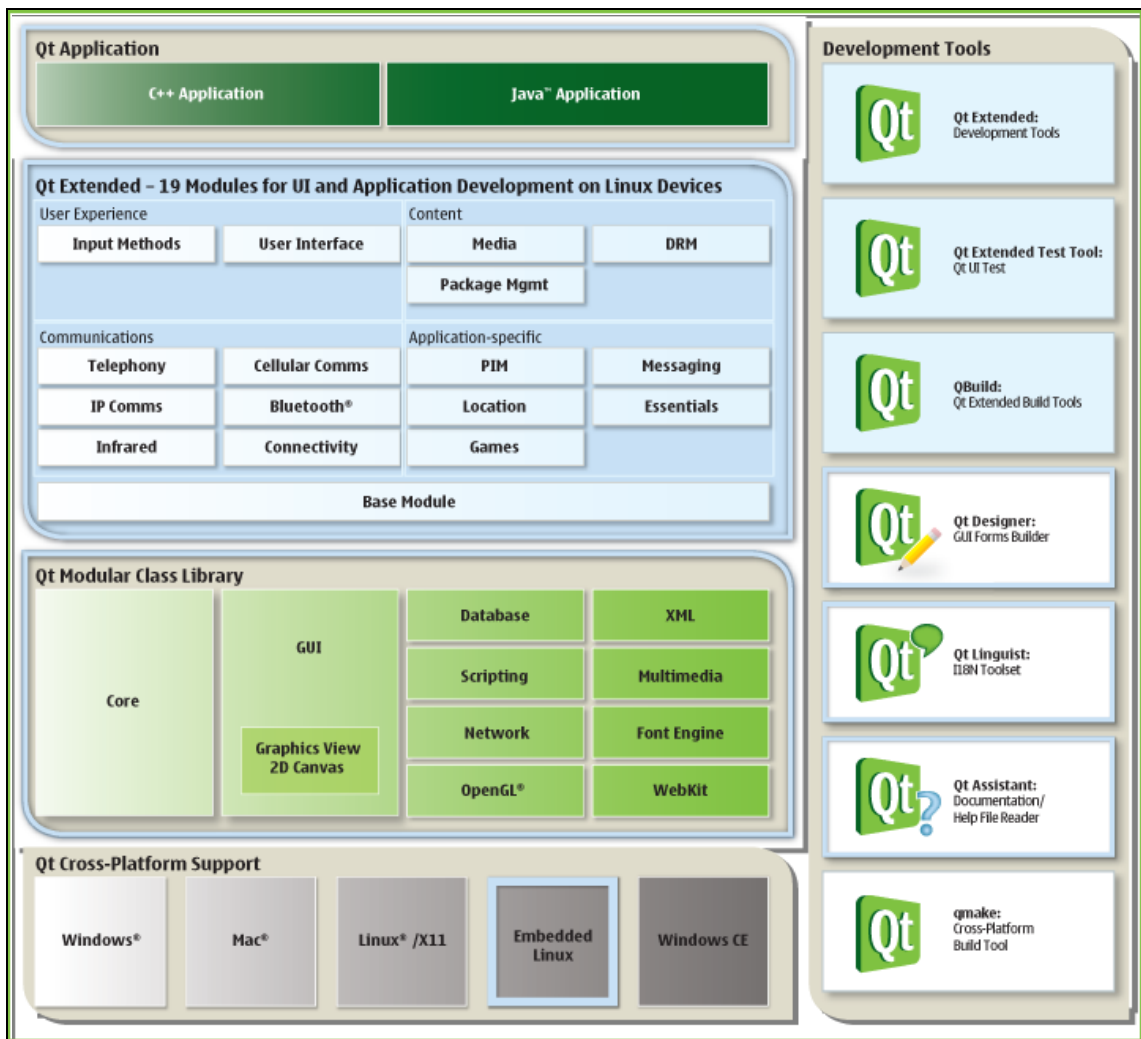 Qt Application
C++ Application
Java™ Application
Qt Extended – 19 Modules for UI and Application Development on Linux Devices
User Experience
Input Methods
User Interface
Content
Media
DRM
Package Mgmt
Communications
Telephony
Cellular Comms
IP Comms
Bluetooth®
Infrared
Connectivity
Application-specific
PIM
Messaging
Location
Essentials
Games
Base Module
Qt Modular Class Library
Core
GUI
Graphics View
2D Canvas
Database
XML
Scripting
Multimedia
Network
Font Engine
OpenGL®
WebKit
Qt Cross-Platform Support
Windows®
Mac®
Linux® /X11
Embedded
Linux
Windows CE
Development Tools
Qt
Qt Extended:
Development Tools
Qt
Qt Extended Test Tool:
Qt UI Test
Qt
QBuild:
Qt Extended Build Tools
Qt
Qt Designer:
GUI Forms Builder
Qt
Qt Linguist:
I18N Toolset
Qt
?
Qt Assistant:
Documentation/
Help File Reader
Qt
qmake:
Cross-Platform
Build Tool